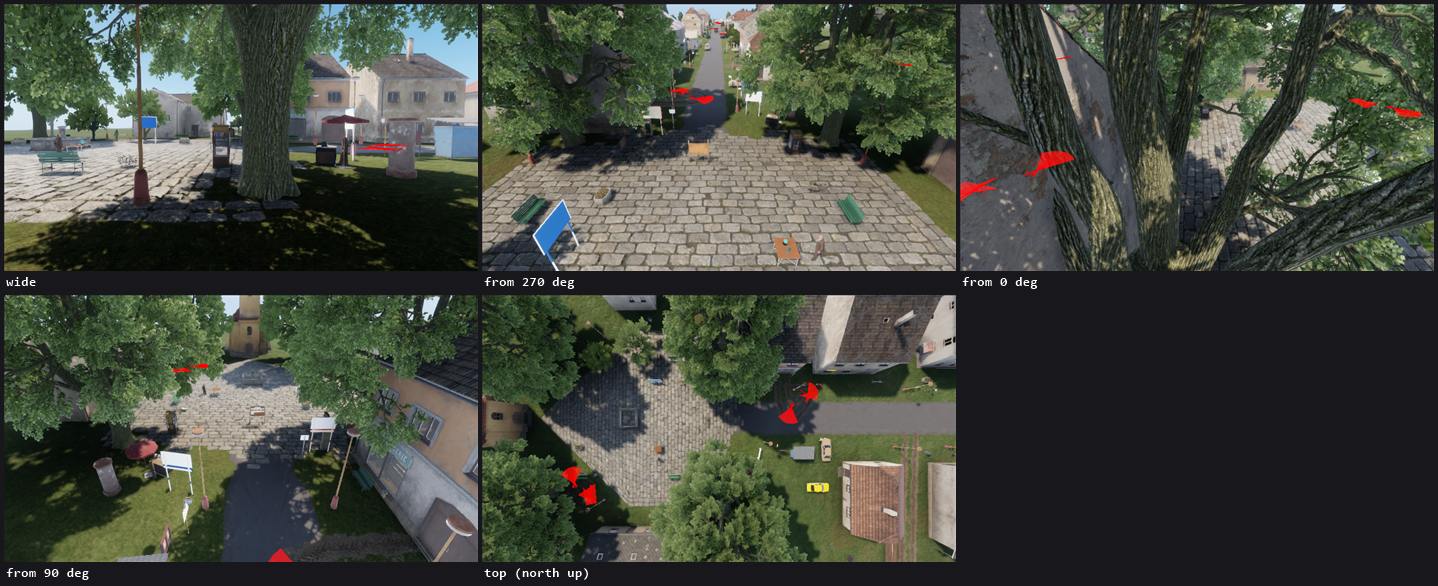 wide
from 270 deg
from 0 deg
from 90 deg
top (north up)